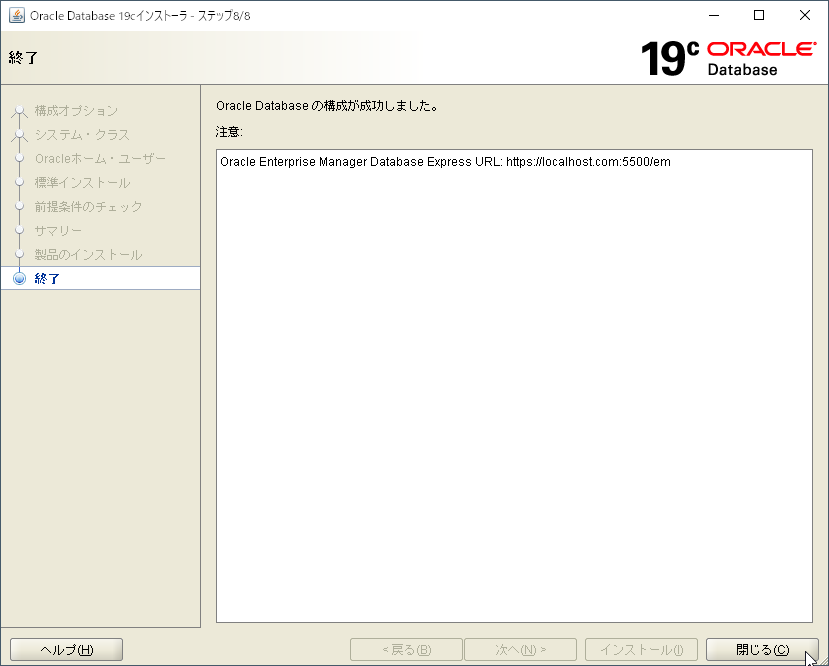 Oracle Database 19cインストーラ - ステップ8/8
終了
19c ORACLE
Database
構成オプション
システム・クラス
Oracleホーム・ユーザー
標準インストール
前提条件のチェック
サマリー
製品のインストール
終了
Oracle Database の構成が成功しました。
注意:
Oracle Enterprise Manager Database Express URL: https://localhost.com:5500/em
ヘルプ(H)
< 戻る(B)
次へ(N) >
インストール(I)
閉じる(C)